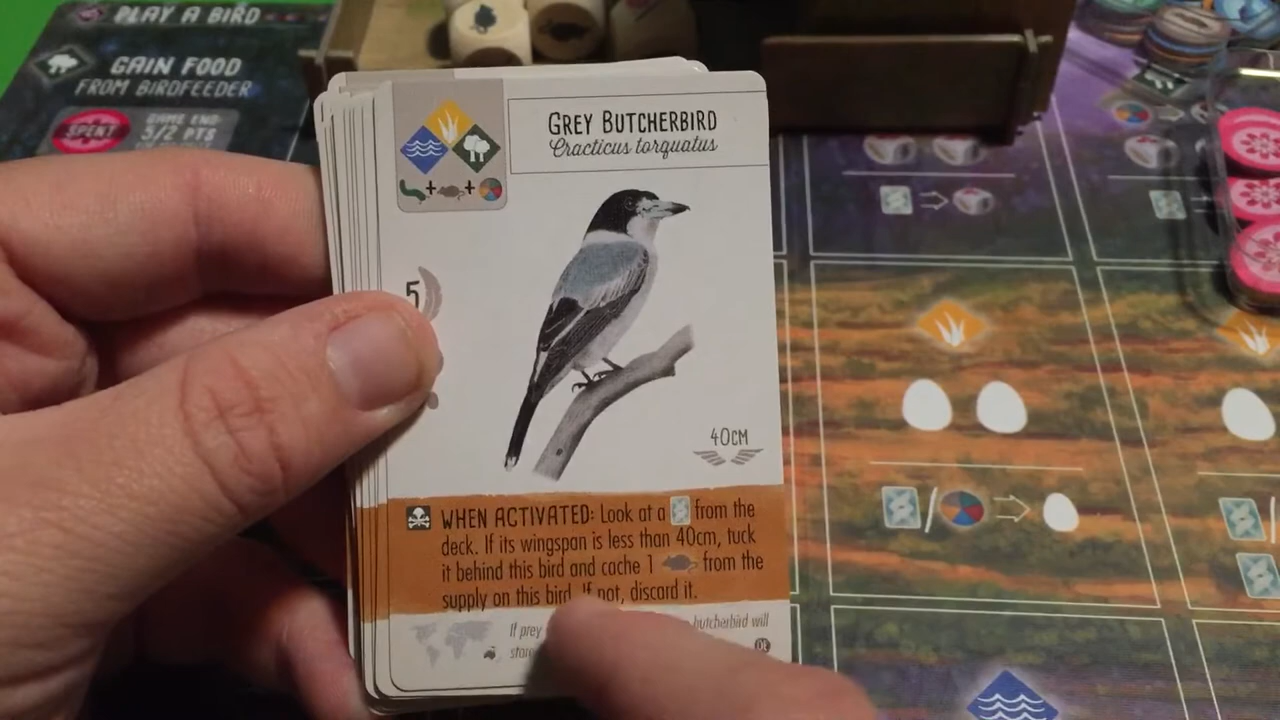 PLAY A BIRD
GAIN FOOD
FROM BIRDFEEDER
SPENT
GAME END:
5/2 PTS
GREY BUTCHERBIRD
Cracticus torquatus
+ +
5
40CM
WHEN ACTIVATED: Look at a from the
deck. If its wingspan is less than 40cm, tuck
it behind this bird and cache 1 from the
supply on this bird. If not, discard it.
If prey butcherbird will
DE